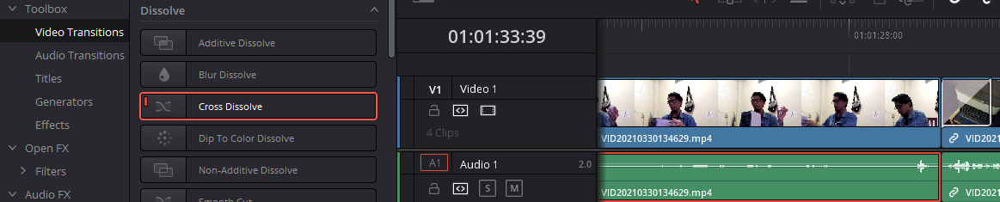 Toolbox
Video Transitions
Audio Transitions
Titles
Generators
Effects
Open FX
Filters
Audio FX
Dissolve
Additive Dissolve
Blur Dissolve
Cross Dissolve
Dip To Color Dissolve
Non-Additive Dissolve
Smooth Cut
01:01:33:39
01:01:28:00
V1 Video 1
4 Clips
VID20210330134629.mp4
VID2021
A1 Audio 1 2.0
S M
VID20210330134629.mp4
VID2021